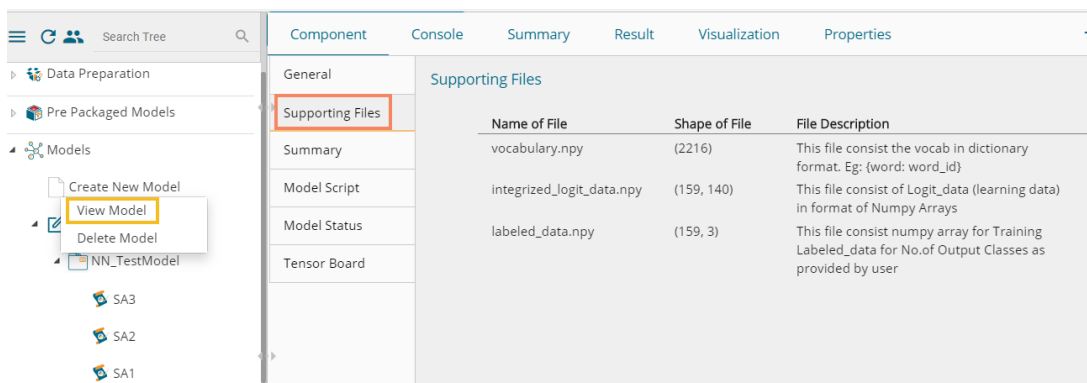 Search Tree
Data Preparation
Pre Packaged Models
Models
Create New Model
View Model
Delete Model
NN_TestModel
SA3
SA2
SA1
Component Console Summary Result Visualization Properties
General
Supporting Files
Summary
Model Script
Model Status
Tensor Board
Supporting Files
Name of File Shape of File File Description
vocabulary.npy (2216) This file consist the vocab in dictionary
format. Eg: {word: word_id}
integrized_logit_data.npy (159, 140) This file consist of Logit_data (learning data)
in format of Numpy Arrays
labeled_data.npy (159, 3) This file consist numpy array for Training
Labeled_data for No.of Output Classes as
provided by user